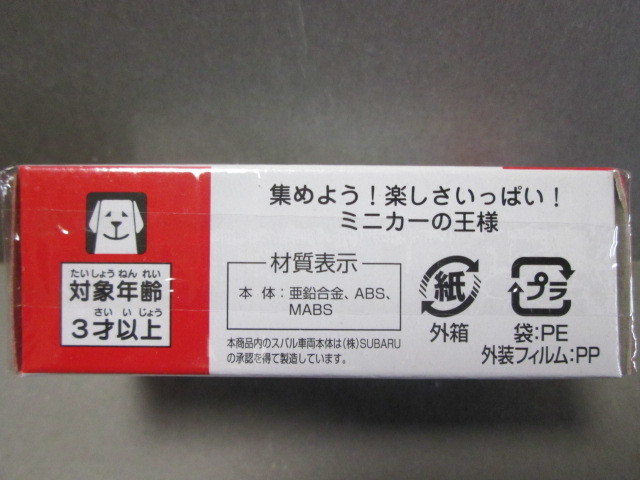 たいしょうねんれい
対象年齢
さいいじょう
3才以上
集めよう！楽しさいっぱい！
ミニカーの王様
材質表示
本 体：亜鉛合金、ABS、
MABS
本商品内のスバル車両本体は(株)SUBARU
の承認を得て製造しています。
紙
外箱
プラ
袋：PE
外装フィルム：PP